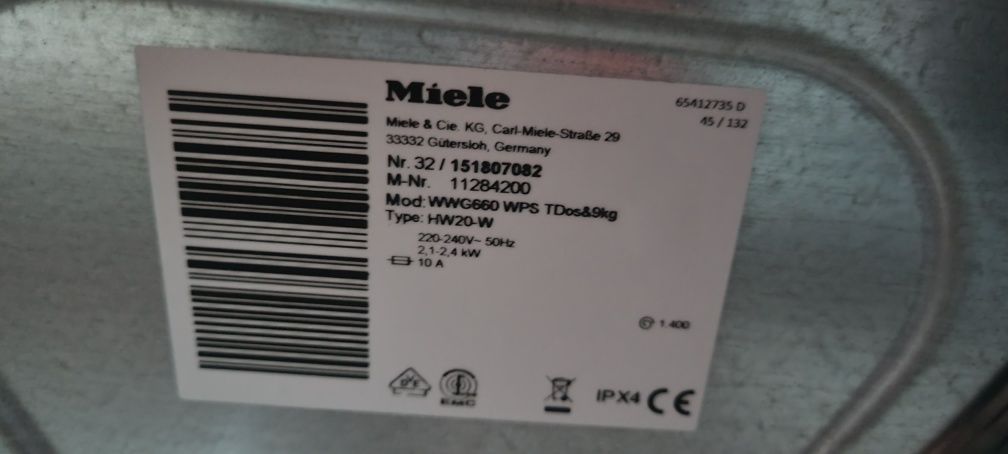 Miele
65412735 D
45 / 132
Miele & Cie. KG, Carl-Miele-Straße 29
33332 Gütersloh, Germany
Nr. 32 / 151807082
M-Nr. 11284200
Mod: WWG660 WPS TDos&9kg
Type: HW20-W
220-240V~ 50Hz
2,1-2,4 kW
10 A
1.400
DVE
EMC
IPX4 CE